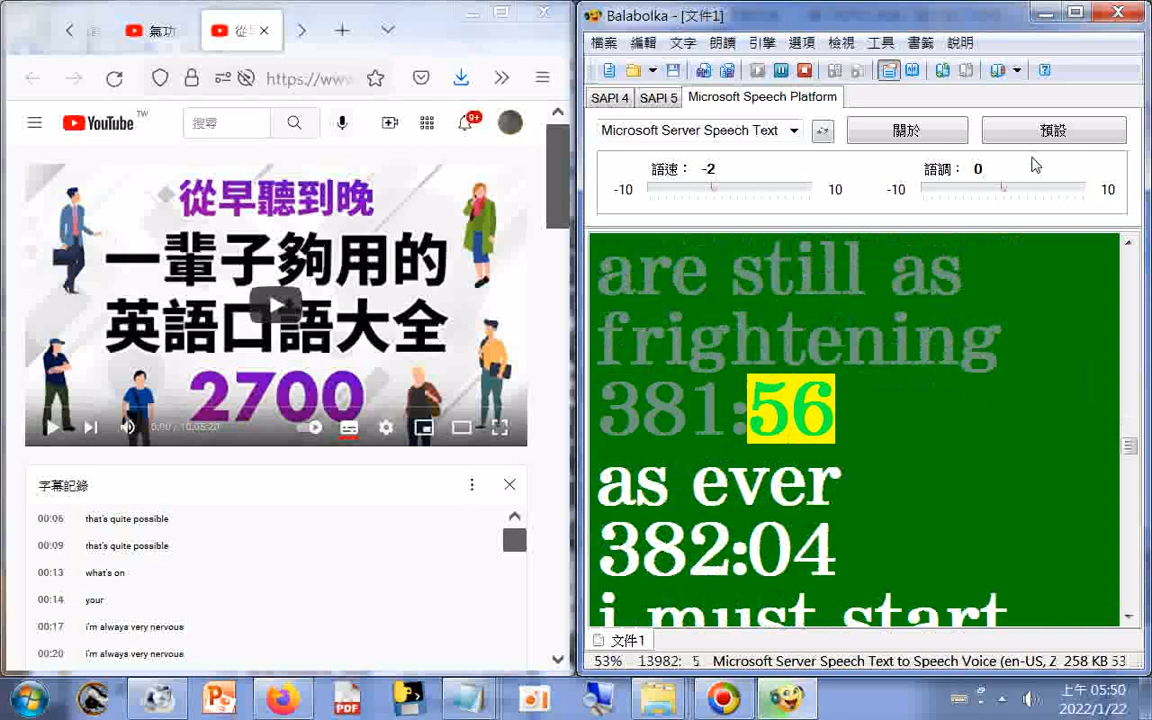 氣功
從
https://www
YouTube TW
搜尋
9+
從早聽到晚
一輩子夠用的
英語口語大全
2700
0:00 / 10:05:20
字幕記錄
00:06 that's quite possible
00:09 that's quite possible
00:13 what's on
00:14 your
00:17 i'm always very nervous
00:20 i'm always very nervous
Balabolka - [文件1]
檔案 編輯 文字 朗讀 引擎 選項 檢視 工具 書籤 說明
SAPI 4 SAPI 5 Microsoft Speech Platform
Microsoft Server Speech Text 關於 預設
語速： -2 語調： 0
-10 10 -10 10
are still as
frightening
381:56
as ever
382:04
i must start
文件1
53% 13982: 5 Microsoft Server Speech Text to Speech Voice (en-US, Z 258 KB 53
PDF
上午 05:50
2022/1/22